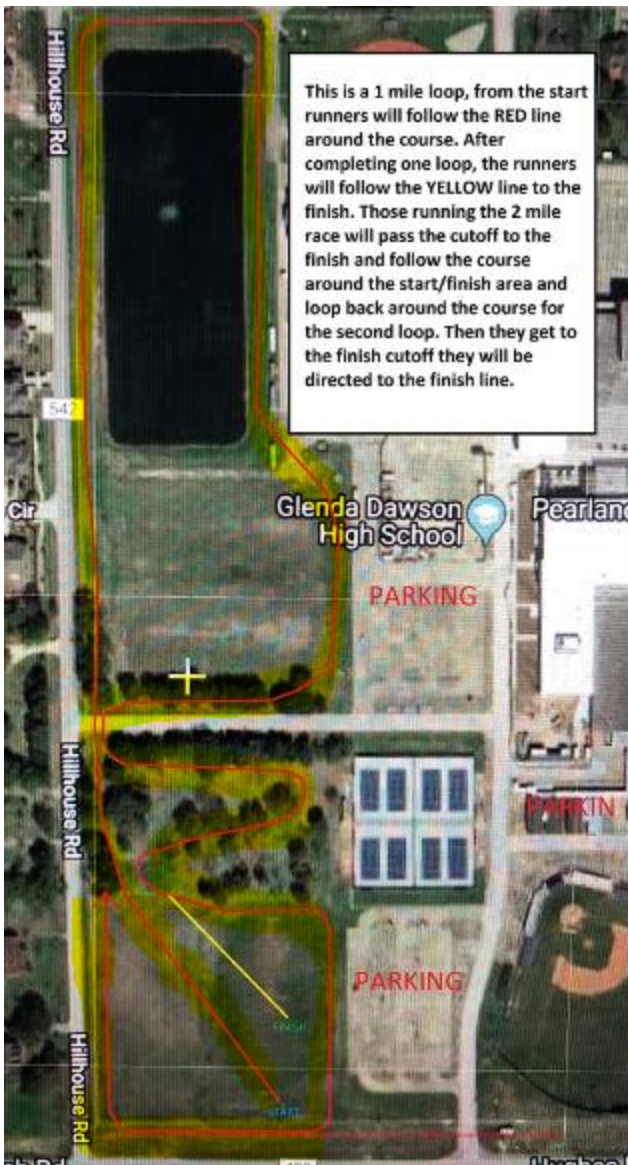 Hillhouse Rd
This is a 1 mile loop, from the start
runners will follow the RED line
around the course. After
completing one loop, the runners
will follow the YELLOW line to the
finish. Those running the 2 mile
race will pass the cutoff to the
finish and follow the course
around the start/finish area and
loop back around the course for
the second loop. Then they get to
the finish cutoff they will be
directed to the finish line.
542
Cir
Glenda Dawson
High School
Pearland
PARKING
Hillhouse Rd
PARKIN
PARKING
FINISH
START
Hillhouse Rd
Rd